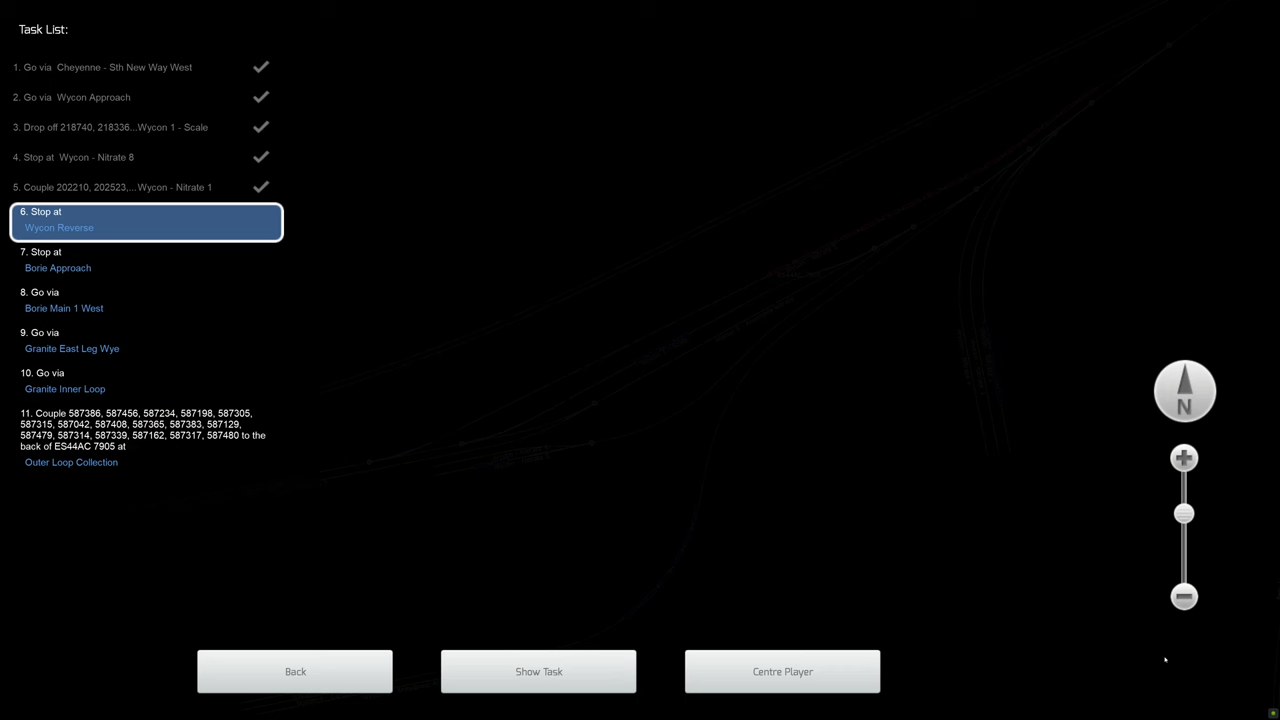 Task List:
1. Go via  Cheyenne - Sth New Way West
2. Go via  Wycon Approach
3. Drop off 218740, 218336...Wycon 1 - Scale
4. Stop at  Wycon - Nitrate 8
5. Couple 202210, 202523,... Wycon - Nitrate 1
6. Stop at
Wycon Reverse
7. Stop at
Borie Approach
8. Go via
Borie Main 1 West
9. Go via
Granite East Leg Wye
10. Go via
Granite Inner Loop
11. Couple 587386, 587456, 587234, 587198, 587305,
587315, 587042, 587408, 587365, 587383, 587129,
587479, 587314, 587339, 587162, 587317, 587480 to the
back of ES44AC 7905 at
Outer Loop Collection
N
Back
Show Task
Centre Player